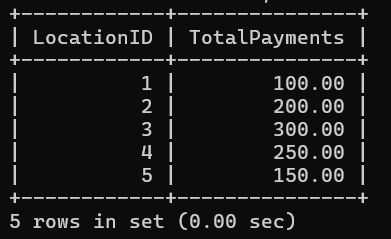 +------------+---------------+
| LocationID | TotalPayments |
+------------+---------------+
|          1 |        100.00 |
|          2 |        200.00 |
|          3 |        300.00 |
|          4 |        250.00 |
|          5 |        150.00 |
+------------+---------------+
5 rows in set (0.00 sec)